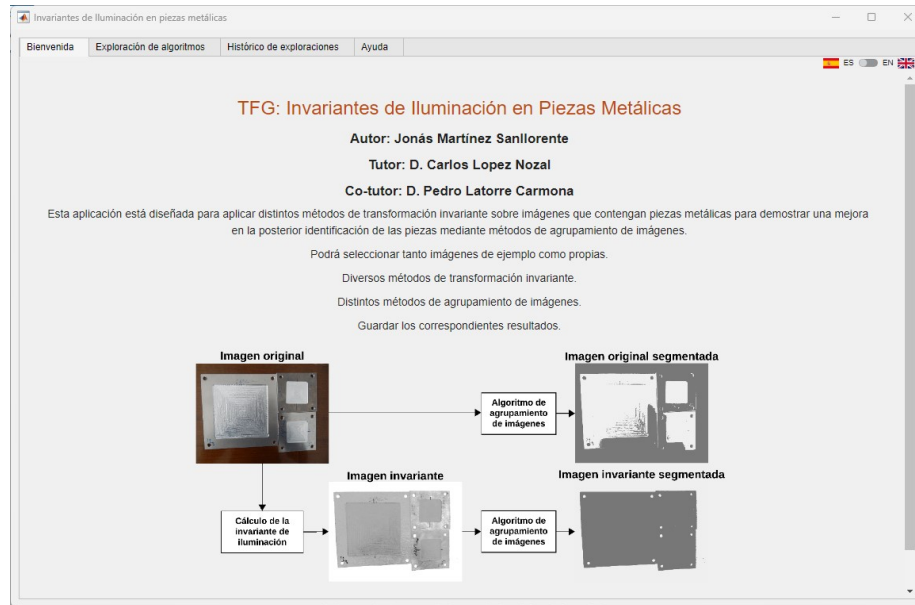 Invariantes de Iluminación en piezas metálicas
Bienvenida
Exploración de algoritmos
Histórico de exploraciones
Ayuda
ES
EN
TFG: Invariantes de Iluminación en Piezas Metálicas
Autor: Jonás Martínez Sanllorente
Tutor: D. Carlos Lopez Nozal
Co-tutor: D. Pedro Latorre Carmona
Esta aplicación está diseñada para aplicar distintos métodos de transformación invariante sobre imágenes que contengan piezas metálicas para demostrar una mejora
en la posterior identificación de las piezas mediante métodos de agrupamiento de imágenes.
Podrá seleccionar tanto imágenes de ejemplo como propias.
Diversos métodos de transformación invariante.
Distintos métodos de agrupamiento de imágenes.
Guardar los correspondientes resultados.
Imagen original
Imagen original segmentada
Algoritmo de
agrupamiento
de imágenes
Imagen invariante
Imagen invariante segmentada
Cálculo de la
invariante de
iluminación
Algoritmo de
agrupamiento
de imágenes